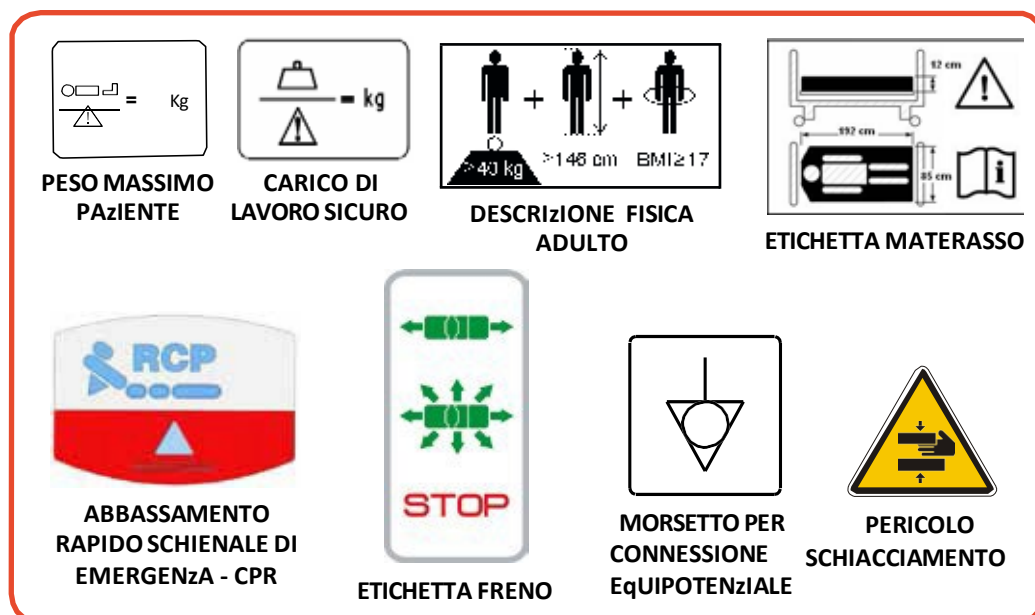 = Kg
PESO MASSIMO
PAzIENTE
= kg
CARICO DI
LAVORO SICURO
+ +
>40 kg >146 cm BMI≥17
DESCRIzIONE FISICA
ADULTO
12 cm
192 cm
85 cm
i
ETICHETTA MATERASSO
RCP
ABBASSAMENTO
RAPIDO SCHIENALE DI
EMERGENzA - CPR
STOP
ETICHETTA FRENO
MORSETTO PER
CONNESSIONE
EqUIPOTENzIALE
PERICOLO
SCHIACCIAMENTO